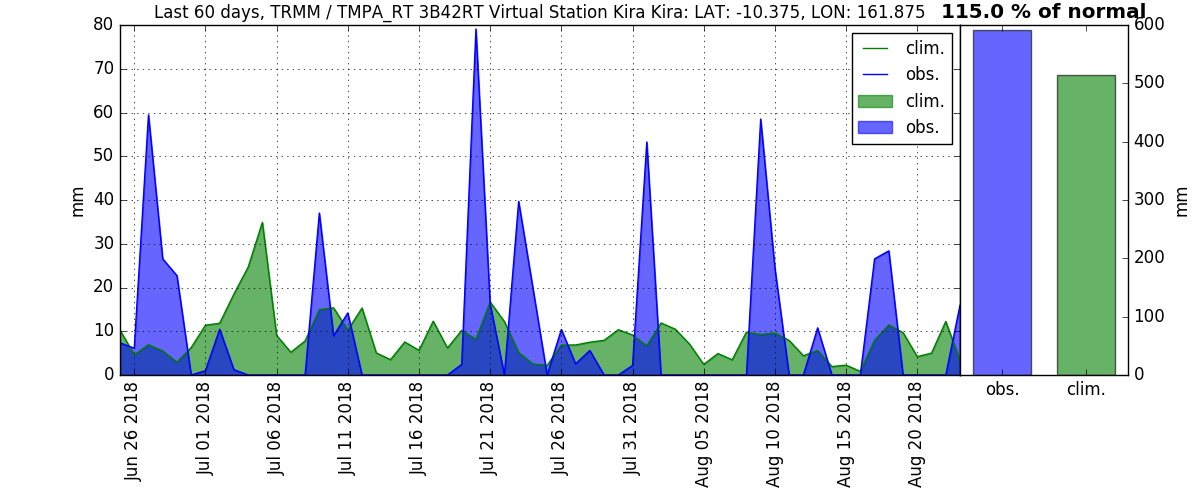 Last 60 days, TRMM / TMPA_RT 3B42RT Virtual Station Kira Kira: LAT: -10.375, LON: 161.875
115.0 % of normal
80
70
60
50
40
30
20
10
0
mm
clim.
obs.
clim.
obs.
Jun 26 2018
Jul 01 2018
Jul 06 2018
Jul 11 2018
Jul 16 2018
Jul 21 2018
Jul 26 2018
Jul 31 2018
Aug 05 2018
Aug 10 2018
Aug 15 2018
Aug 20 2018
600
500
400
300
200
100
0
mm
obs.
clim.